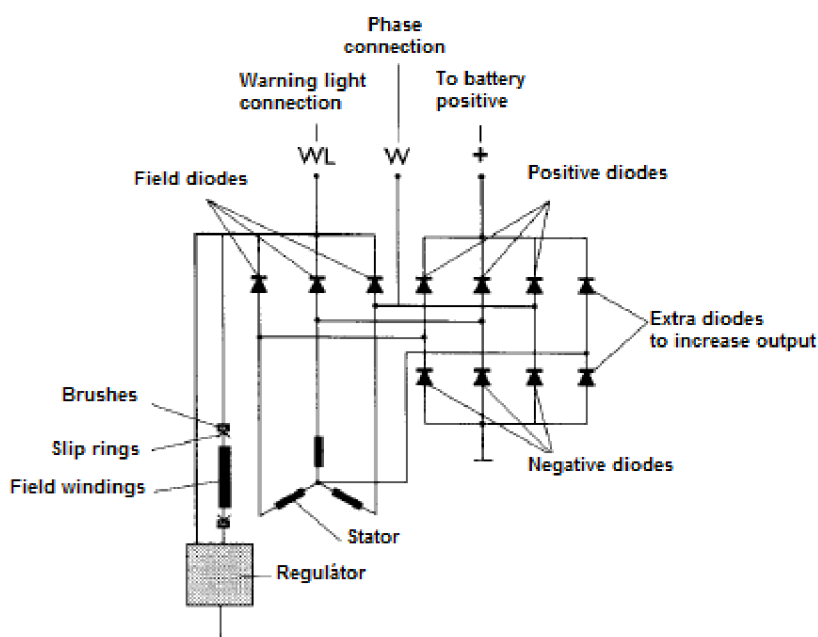 Phase
connection
Warning light
connection
To battery
positive
WL
W
+
Field diodes
Positive diodes
Extra diodes
to increase output
Brushes
Slip rings
Field windings
Negative diodes
Stator
Regulátor